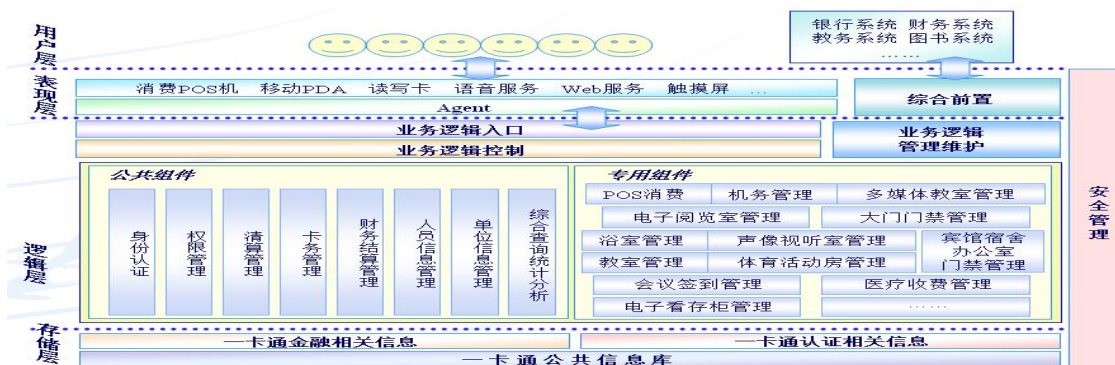 用户层
银行系统 财务系统
教务系统 图书系统
……
表现层
消费POS机 移动PDA 读写卡 语音服务 Web服务 触摸屏 …
Agent
综合前置
业务逻辑入口
业务逻辑控制
业务逻辑
管理维护
逻辑层
公共组件
身份认证
权限管理
清算管理
卡务管理
财务结算管理
人员信息管理
单位信息管理
综合查询统计分析
专用组件
POS消费 机务管理 多媒体教室管理
电子阅览室管理 大门门禁管理
浴室管理 声像视听室管理
宾馆宿舍
办公室
门禁管理
教室管理 体育活动房管理
会议签到管理 医疗收费管理
电子看存柜管理 ……
安全管理
存储层
一卡通金融相关信息 一卡通认证相关信息
一卡通公共信息库